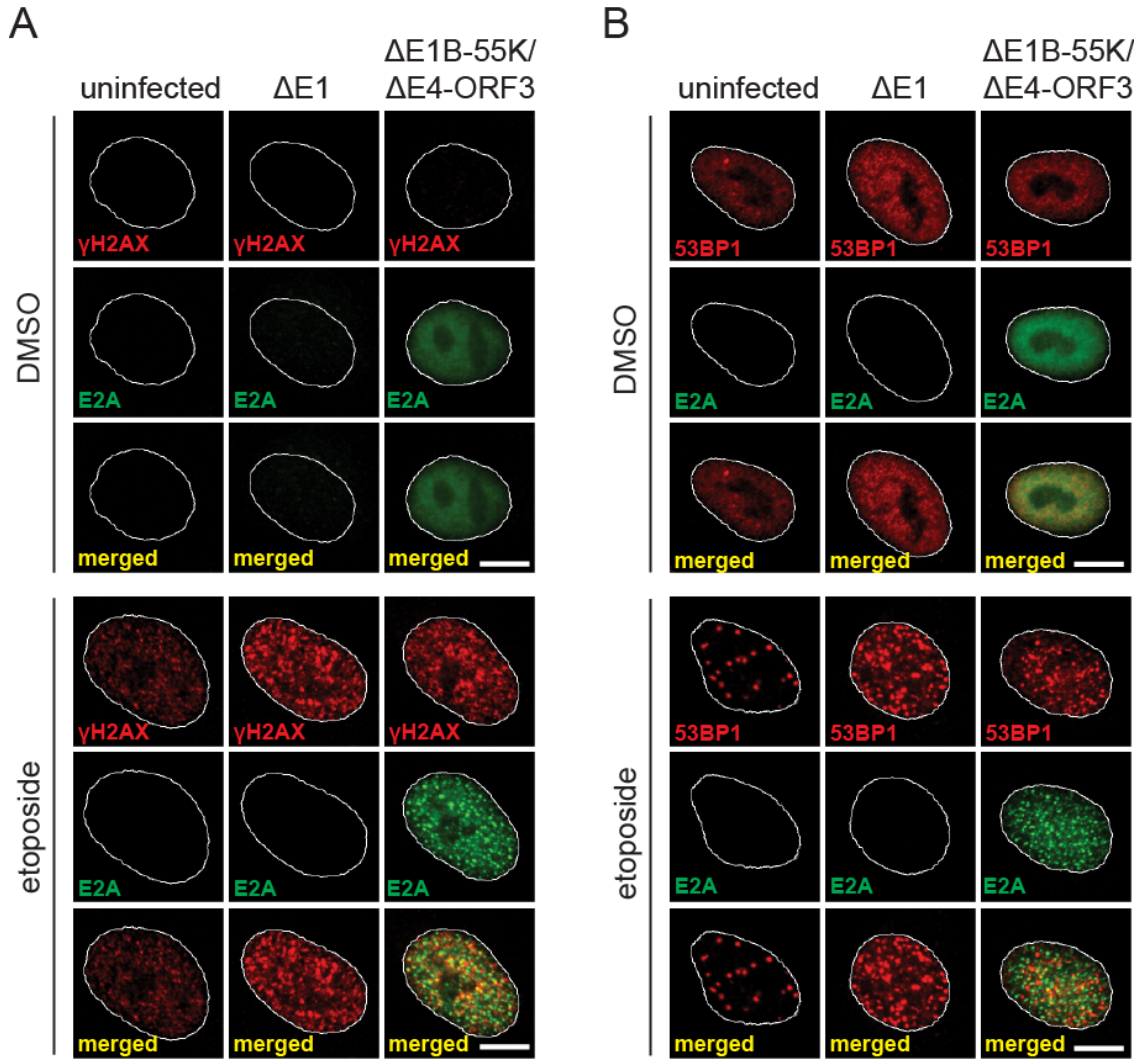 A
B
ΔE1B-55K/
uninfected ΔE1 ΔE4-ORF3
ΔE1B-55K/
uninfected ΔE1 ΔE4-ORF3
DMSO
γH2AX γH2AX γH2AX
E2A E2A E2A
merged merged merged
DMSO
53BP1 53BP1 53BP1
E2A E2A E2A
merged merged merged
etoposide
γH2AX γH2AX γH2AX
E2A E2A E2A
merged merged merged
etoposide
53BP1 53BP1 53BP1
E2A E2A E2A
merged merged merged